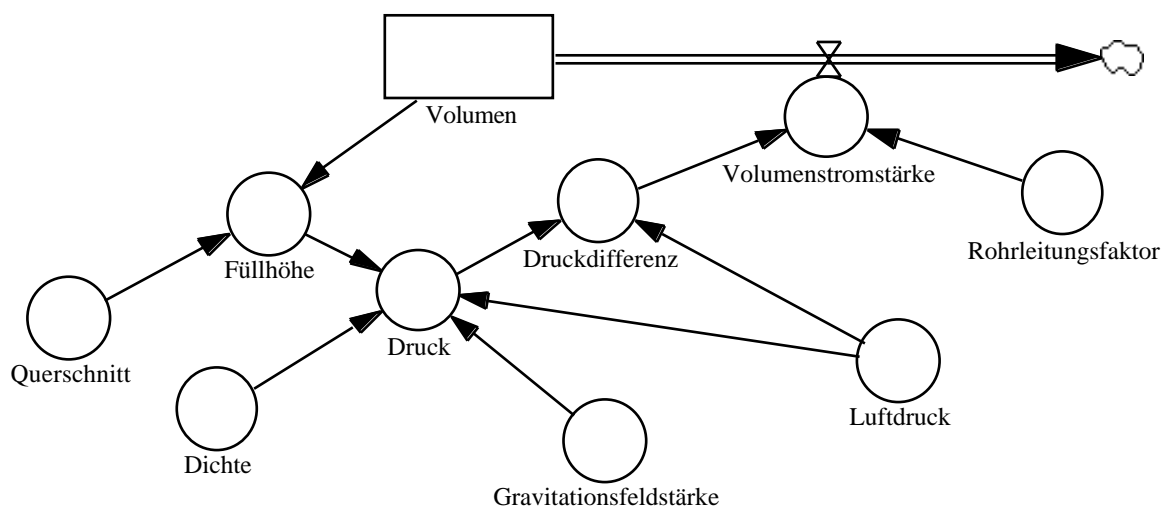 Volumen
Volumenstromstärke
Rohrleitungsfaktor
Füllhöhe
Druckdifferenz
Querschnitt
Druck
Luftdruck
Dichte
Gravitationsfeldstärke